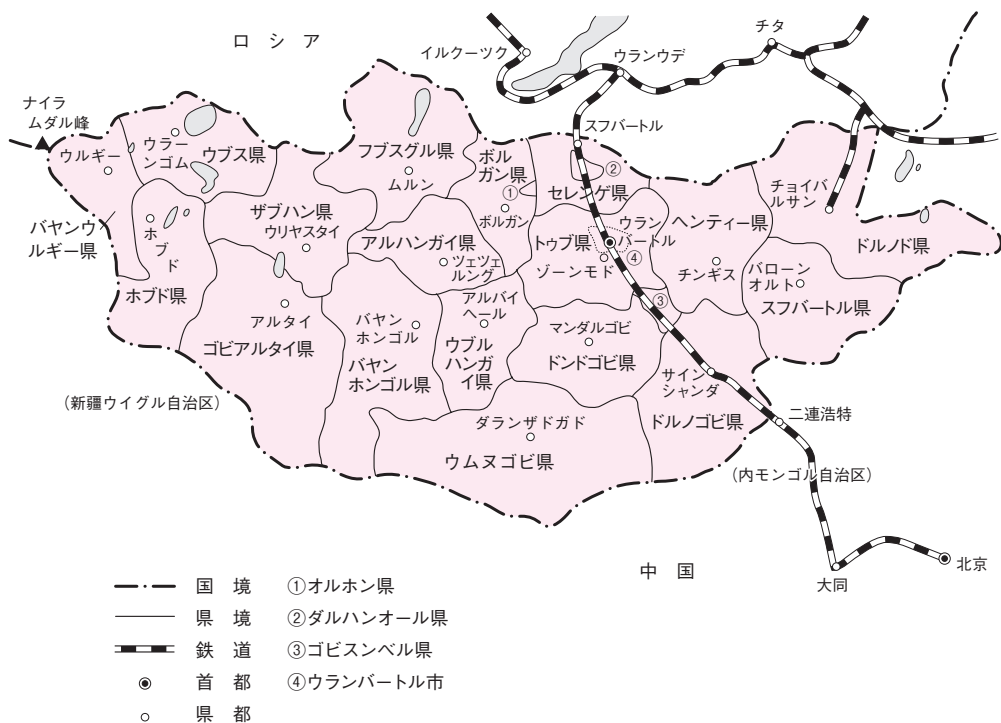 ロシア
イルクーツク
ウランウデ
チタ
ナイラ
ムダル峰
ウルギー
ウラー
ンゴム
ウブス県
フブスグル県
ムルン
ボル
ガン県
①
ボルガン
スフバートル
②
セレンゲ県
チョイバ
ルサン
バヤンウ
ルギー県
ホブド
ザブハン県
ウリヤスタイ
アルハンガイ県
ツェツェ
ルング
トゥブ県
ウラン
バートル
④
ゾーンモド
ヘンティー県
チンギス
バローン
オルト
ドルノド県
スフバートル県
ホブド県
アルタイ
ゴビアルタイ県
バヤン
ホンゴル
バヤン
ホンゴル県
アルバイ
ヘール
ウブル
ハンガ
イ県
マンダルゴビ
ドンドゴビ県
③
サイン
シャンダ
ドルノゴビ県
(新疆ウイグル自治区)
ダランザドガド
ウムヌゴビ県
二連浩特
(内モンゴル自治区)
中国
大同
北京
国境 ①オルホン県
県境 ②ダルハンオール県
鉄道 ③ゴビスンベル県
首都 ④ウランバートル市
県都